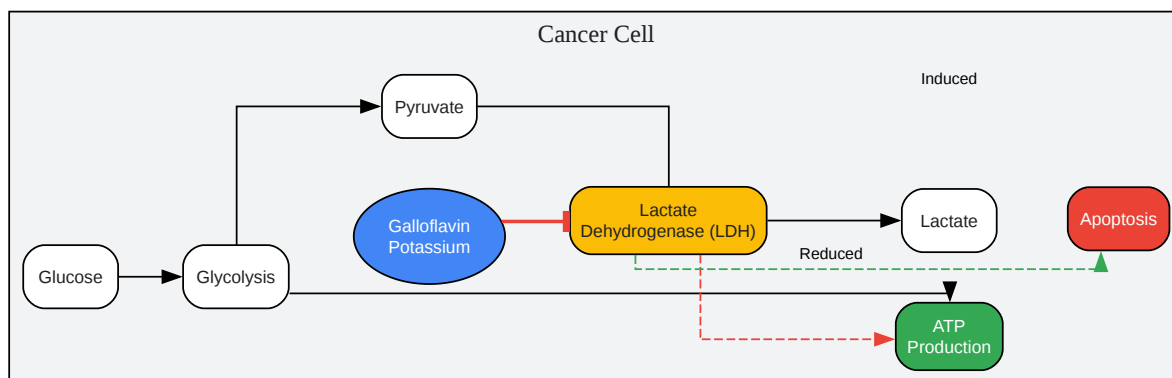 Cancer Cell
Induced
Pyruvate
Galloflavin
Potassium
Lactate
Dehydrogenase (LDH)
Lactate
Apoptosis
Reduced
Glucose
Glycolysis
ATP
Production